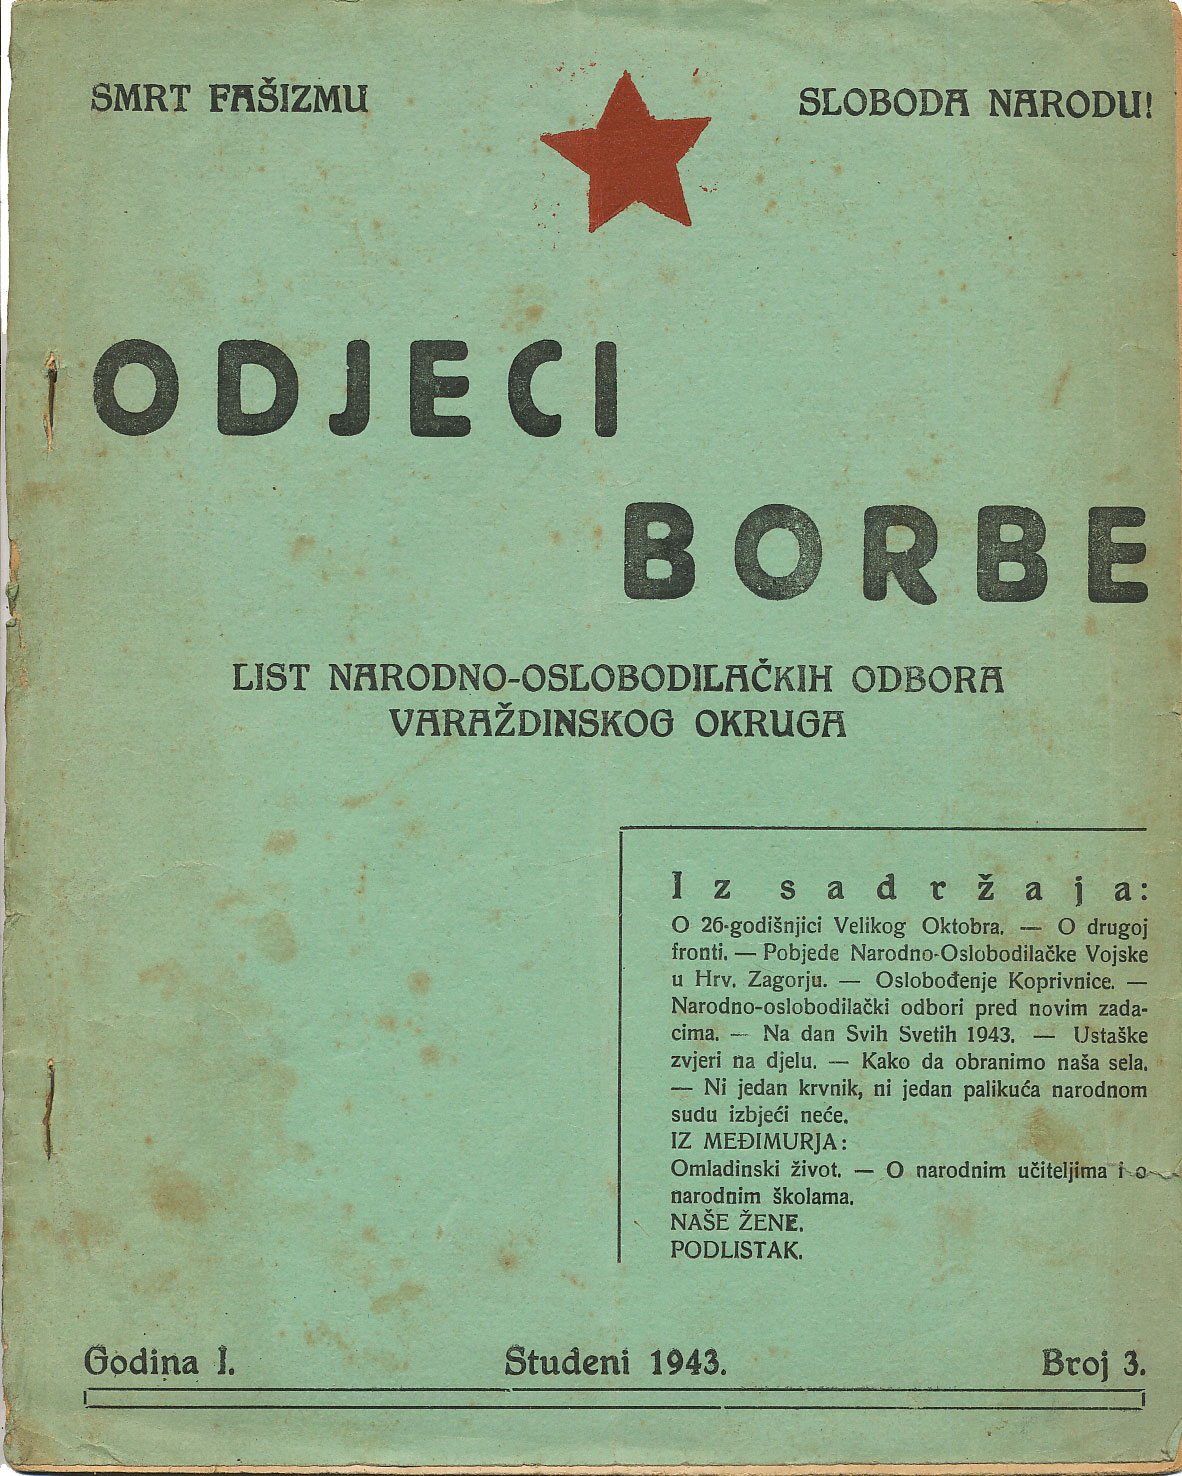 SMRT FAŠIZMU
SLOBODA NARODU!
ODJECI
BORBE
LIST NARODNO-OSLOBODILAČKIH ODBORA
VARAŽDINSKOG OKRUGA
Iz sadržaja:
O 26-godišnjici Velikog Oktobra. — O drugoj
fronti. — Pobjede Narodno-Oslobodilačke Vojske
u Hrv. Zagorju. — Oslobođenje Koprivnice. —
Narodno-oslobodilački odbori pred novim zada-
cima. — Na dan Svih Svetih 1943. — Ustaške
zvjeri na djelu. — Kako da obranimo naša sela.
— Ni jedan krvnik, ni jedan palikuća narodnom
sudu izbjeći neće.
IZ MEĐIMURJA:
Omladinski život. — O narodnim učiteljima i o
narodnim školama.
NAŠE ŽENE.
PODLISTAK.
Godina I.
Studeni 1943.
Broj 3.